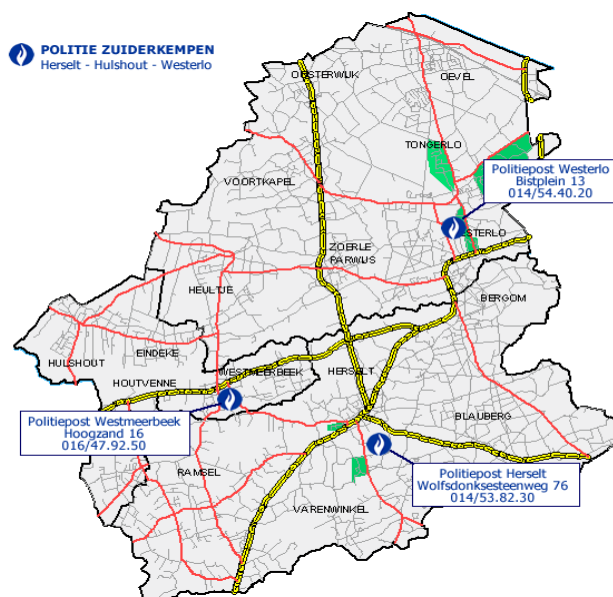 POLITIE ZUIDERKEMPEN
Herselt - Hulshout - Westerlo
OOSTERWIJK
OEVEL
TONGERLO
Politiepost Westerlo
Bistplein 13
014/54.40.20
VOORTKAPEL
ESTERLO
ZOERLE
PARWIJS
HEULTJE
BERGOM
EINDEKE
HULSHOUT
HOUTVENNE
WESTMEERBEEK
HERSELT
Politiepost Westmeerbeek
Hoogzand 16
016/47.92.50
BLAUBERG
RAMSEL
Politiepost Herselt
Wolfsdonksesteenweg 76
014/53.82.30
VARENWINKEL